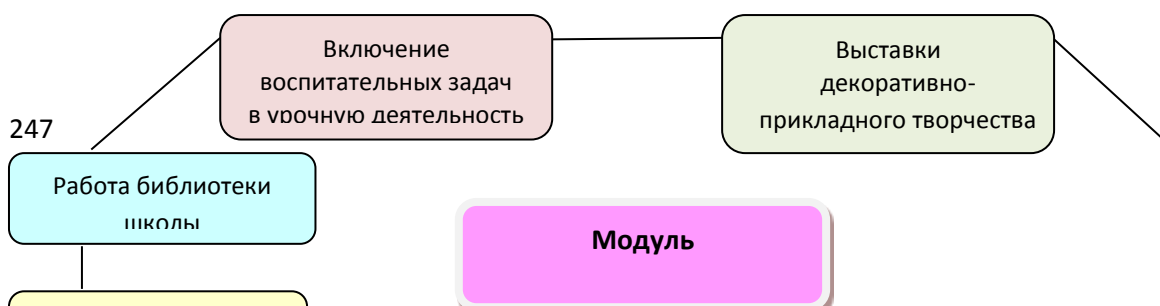 Включение
воспитательных задач
в урочную деятельность
Выставки
декоративно-
прикладного творчества
247
Работа библиотеки
школы
Модуль